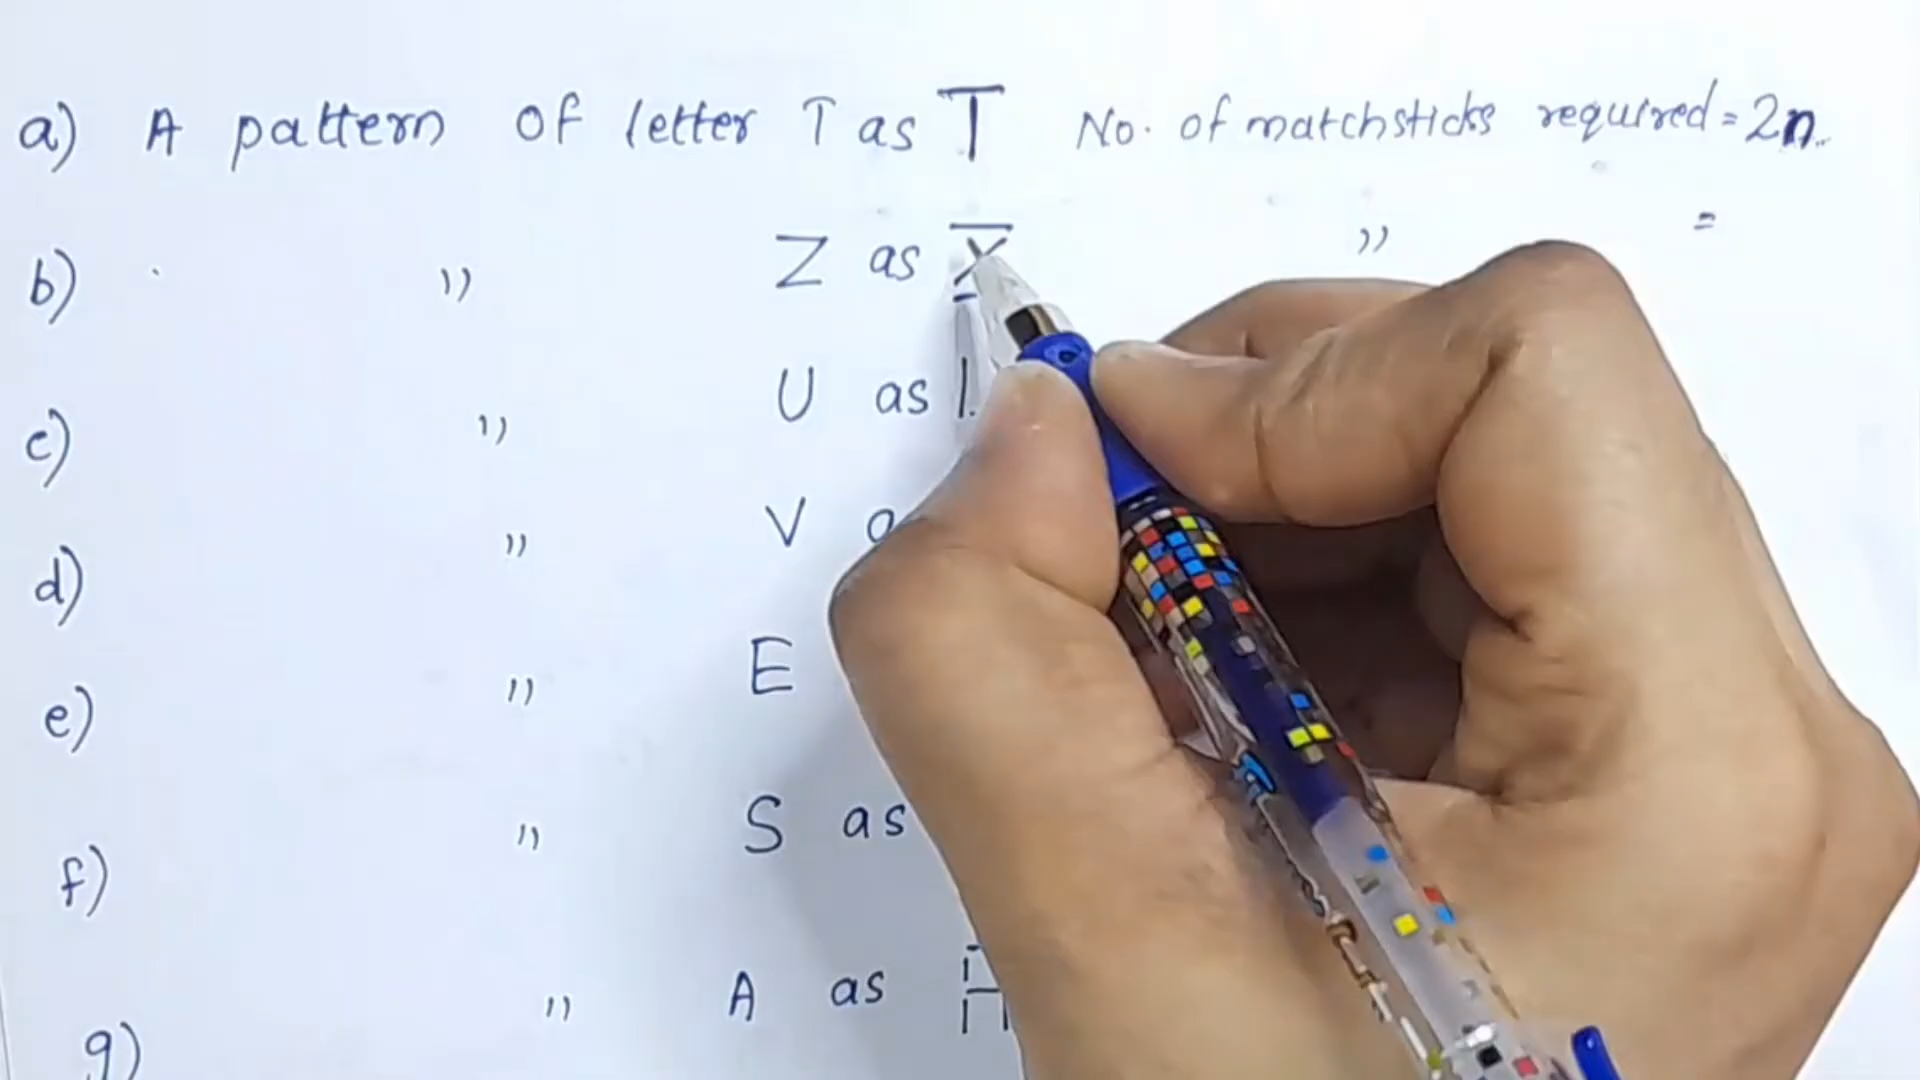 a) A pattern of letter T as T No. of matchsticks required = 2n.
b) " Z as Z " =
c) " U as
d) " V
e) " E
f) " S as
g) " A as A